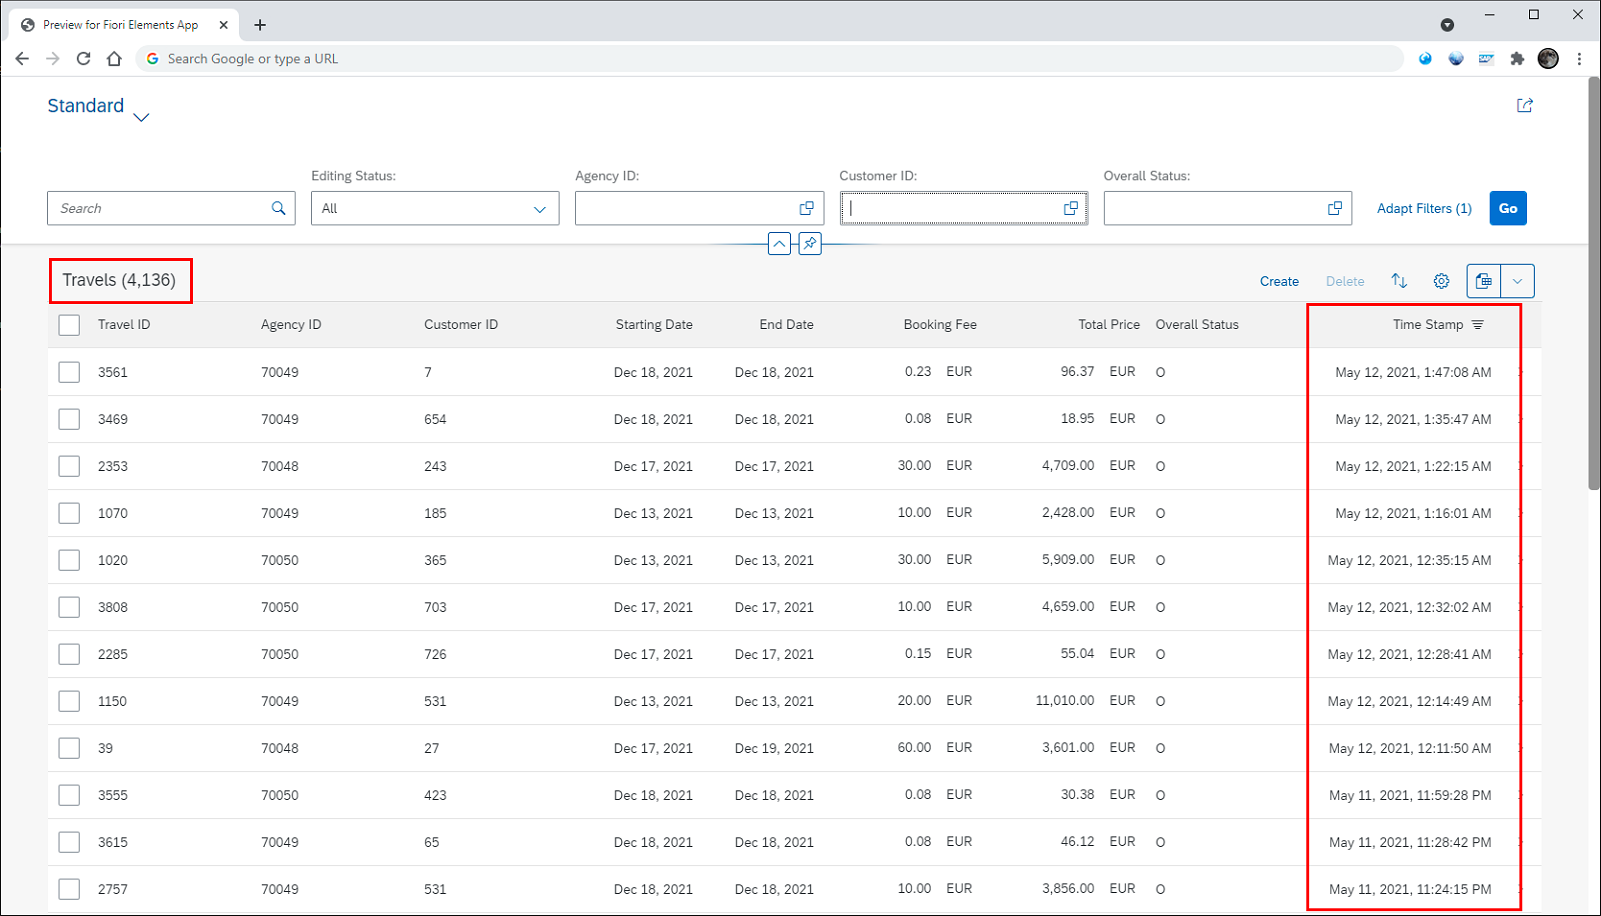 Preview for Fiori Elements App
Search Google or type a URL
SAP
Standard
Editing Status: Agency ID: Customer ID: Overall Status:
Search All Adapt Filters (1) Go
Travels (4,136) Create Delete
Travel ID Agency ID Customer ID Starting Date End Date Booking Fee Total Price Overall Status Time Stamp
3561 70049 7 Dec 18, 2021 Dec 18, 2021 0.23 EUR 96.37 EUR O May 12, 2021, 1:47:08 AM
3469 70049 654 Dec 18, 2021 Dec 18, 2021 0.08 EUR 18.95 EUR O May 12, 2021, 1:35:47 AM
2353 70048 243 Dec 17, 2021 Dec 17, 2021 30.00 EUR 4,709.00 EUR O May 12, 2021, 1:22:15 AM
1070 70049 185 Dec 13, 2021 Dec 13, 2021 10.00 EUR 2,428.00 EUR O May 12, 2021, 1:16:01 AM
1020 70050 365 Dec 13, 2021 Dec 13, 2021 30.00 EUR 5,909.00 EUR O May 12, 2021, 12:35:15 AM
3808 70050 703 Dec 17, 2021 Dec 17, 2021 10.00 EUR 4,659.00 EUR O May 12, 2021, 12:32:02 AM
2285 70050 726 Dec 17, 2021 Dec 17, 2021 0.15 EUR 55.04 EUR O May 12, 2021, 12:28:41 AM
1150 70049 531 Dec 13, 2021 Dec 13, 2021 20.00 EUR 11,010.00 EUR O May 12, 2021, 12:14:49 AM
39 70048 27 Dec 17, 2021 Dec 19, 2021 60.00 EUR 3,601.00 EUR O May 12, 2021, 12:11:50 AM
3555 70050 423 Dec 18, 2021 Dec 18, 2021 0.08 EUR 30.38 EUR O May 11, 2021, 11:59:28 PM
3615 70049 65 Dec 18, 2021 Dec 18, 2021 0.08 EUR 46.12 EUR O May 11, 2021, 11:28:42 PM
2757 70049 531 Dec 18, 2021 Dec 18, 2021 10.00 EUR 3,856.00 EUR O May 11, 2021, 11:24:15 PM